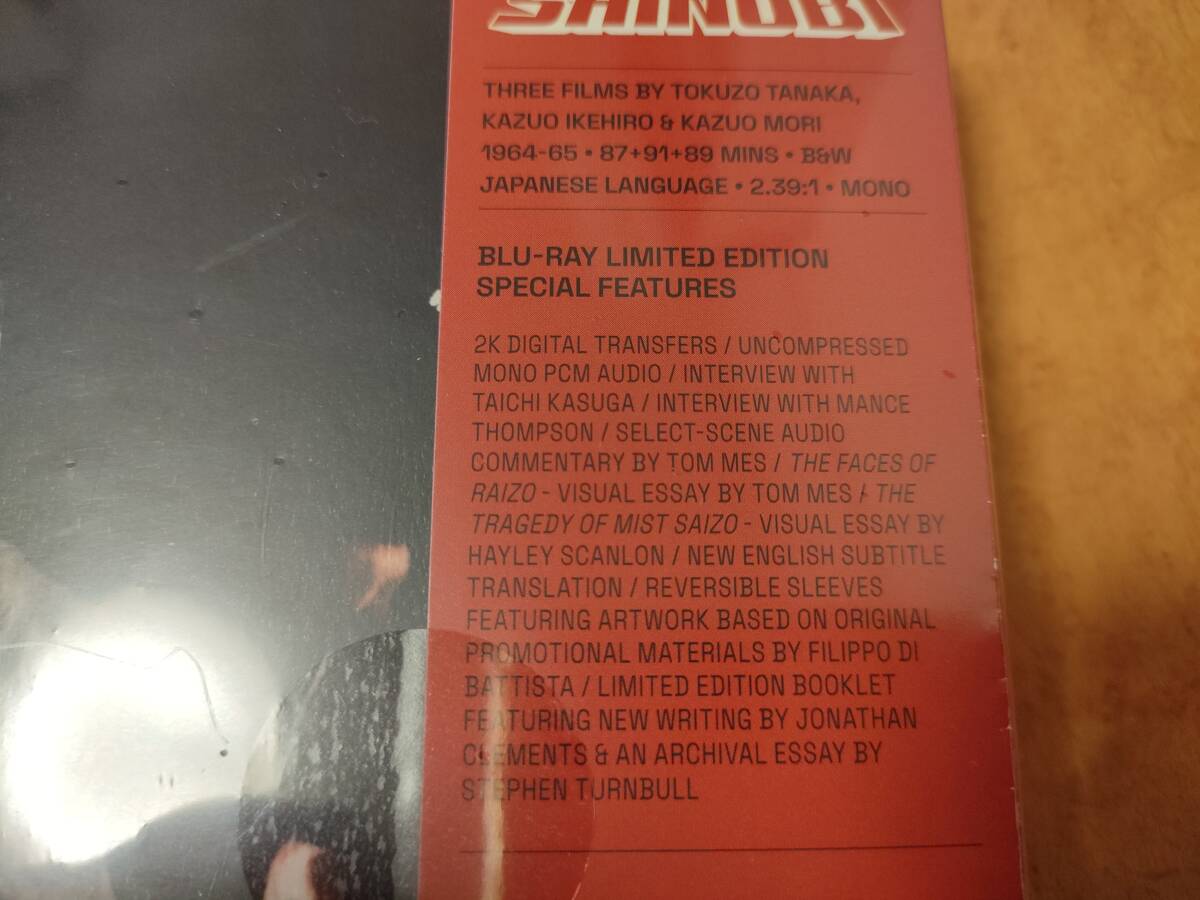 SHINOBI
THREE FILMS BY TOKUZO TANAKA,
KAZUO IKEHIRO & KAZUO MORI
1964-65 • 87+91+89 MINS • B&W
JAPANESE LANGUAGE • 2.39:1 • MONO
BLU-RAY LIMITED EDITION
SPECIAL FEATURES
2K DIGITAL TRANSFERS / UNCOMPRESSED
MONO PCM AUDIO / INTERVIEW WITH
TAICHI KASUGA / INTERVIEW WITH MANCE
THOMPSON / SELECT-SCENE AUDIO
COMMENTARY BY TOM MES / THE FACES OF
RAIZO - VISUAL ESSAY BY TOM MES / THE
TRAGEDY OF MIST SAIZO - VISUAL ESSAY BY
HAYLEY SCANLON / NEW ENGLISH SUBTITLE
TRANSLATION / REVERSIBLE SLEEVES
FEATURING ARTWORK BASED ON ORIGINAL
PROMOTIONAL MATERIALS BY FILIPPO DI
BATTISTA / LIMITED EDITION BOOKLET
FEATURING NEW WRITING BY JONATHAN
CLEMENTS & AN ARCHIVAL ESSAY BY
STEPHEN TURNBULL